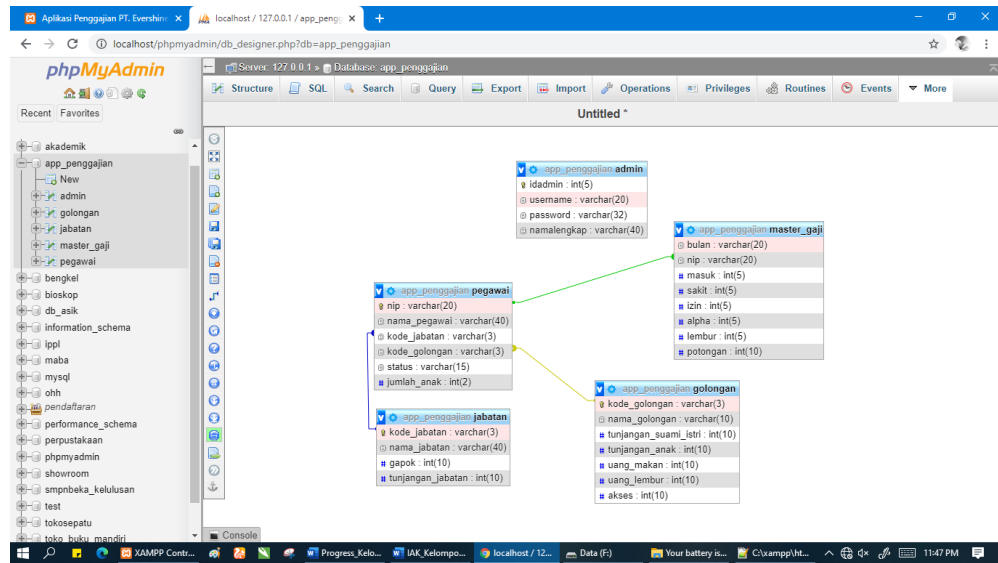 Aplikasi Penggajian PT. Evershine
localhost / 127.0.0.1 / app_pengg
localhost/phpmyadmin/db_designer.php?db=app_penggajian
phpMyAdmin
Recent Favorites
akademik
app_penggajian
New
admin
golongan
jabatan
master_gaji
pegawai
bengkel
bioskop
db_asik
information_schema
ippl
maba
mysql
ohh
pendaftaran
performance_schema
perpustakaan
phpmyadmin
showroom
smpnbeka_kelulusan
test
tokosepatu
toko_buku_mandiri
Server: 127.0.0.1 » Database: app_penggajian
Structure SQL Search Query Export Import Operations Privileges Routines Events More
Untitled *
app_penggajian admin
idadmin : int(5)
username : varchar(20)
password : varchar(32)
namalengkap : varchar(40)
app_penggajian master_gaji
bulan : varchar(20)
nip : varchar(20)
masuk : int(5)
sakit : int(5)
izin : int(5)
alpha : int(5)
lembur : int(5)
potongan : int(10)
app_penggajian pegawai
nip : varchar(20)
nama_pegawai : varchar(40)
kode_jabatan : varchar(3)
kode_golongan : varchar(3)
status : varchar(15)
jumlah_anak : int(2)
app_penggajian jabatan
kode_jabatan : varchar(3)
nama_jabatan : varchar(40)
gapok : int(10)
tunjangan_jabatan : int(10)
app_penggajian golongan
kode_golongan : varchar(3)
nama_golongan : varchar(10)
tunjangan_suami_istri : int(10)
tunjangan_anak : int(10)
uang_makan : int(10)
uang_lembur : int(10)
akses : int(10)
Console
XAMPP Contr... Progress_Kelo... IAK_Kelompo... localhost / 12... Data (F:) Your battery is... C:\xampp\ht... 11:47 PM